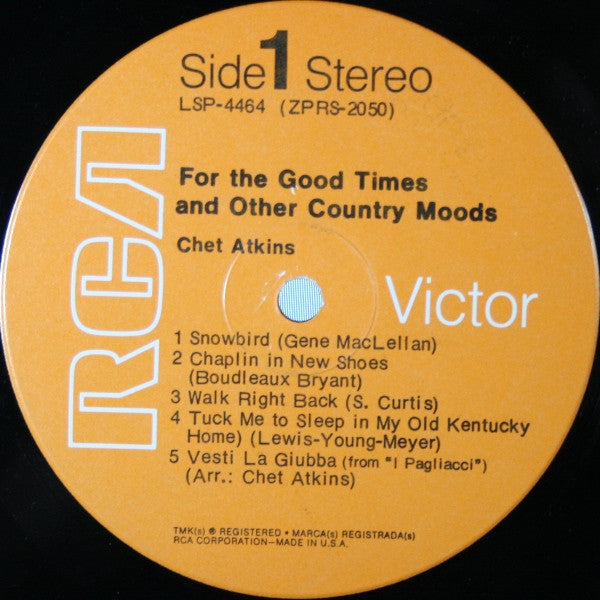 Side 1 Stereo
LSP-4464 (ZPRS-2050)
RCA
For the Good Times
and Other Country Moods
Chet Atkins
Victor
1 Snowbird (Gene MacLellan)
2 Chaplin in New Shoes
(Boudleaux Bryant)
3 Walk Right Back (S. Curtis)
4 Tuck Me to Sleep in My Old Kentucky
Home) (Lewis-Young-Meyer)
5 Vesti La Giubba (from "I Pagliacci")
(Arr.: Chet Atkins)
TMK(s) ® REGISTERED • MARCA(s) REGISTRADA(s)
RCA CORPORATION—MADE IN U.S.A.